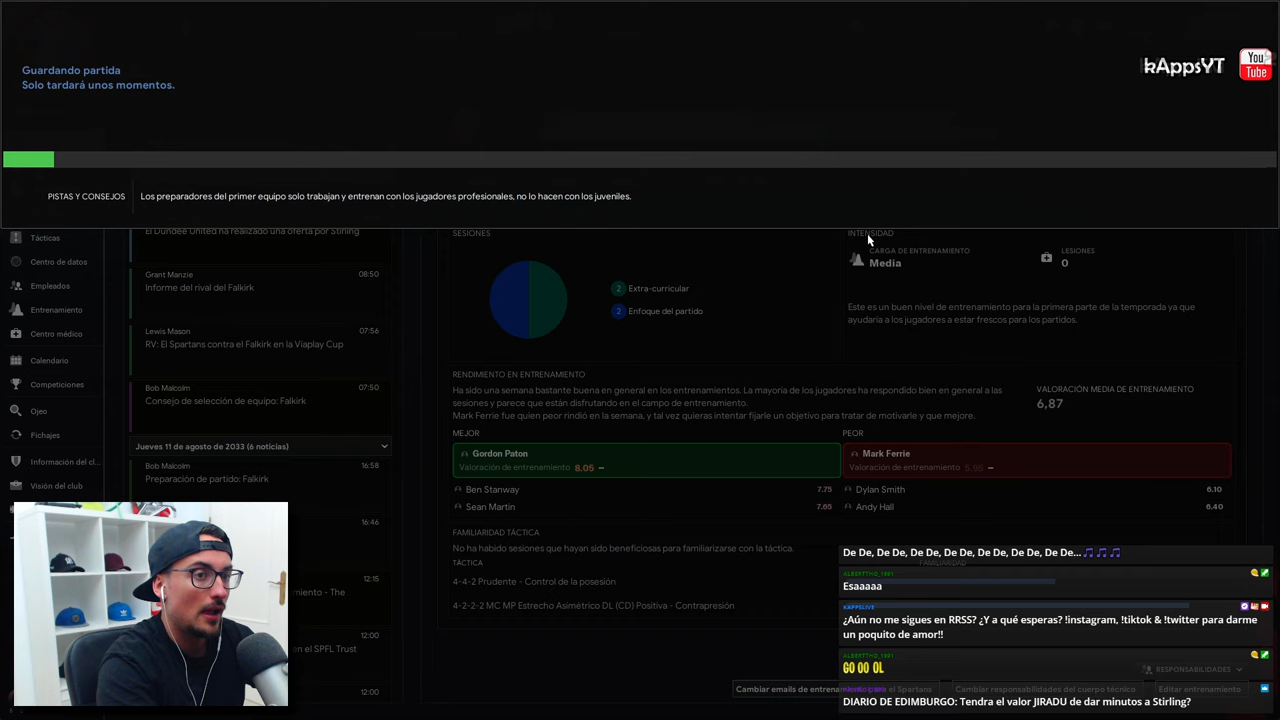 Guardando partida
Solo tardará unos momentos.
kAppsYT
You
Tube
PISTAS Y CONSEJOS
Los preparadores del primer equipo solo trabajan y entrenan con los jugadores profesionales, no lo hacen con los juveniles.
Tácticas
Centro de datos
Empleados
Entrenamiento
Centro médico
Calendario
Competiciones
Ojeo
Fichajes
Información del cl...
Visión del club
El Dundee United ha realizado una oferta por Stirling
Grant Manzie
08:50
Informe del rival del Falkirk
Lewis Mason
07:56
RV: El Spartans contra el Falkirk en la Viaplay Cup
Bob Malcolm
07:50
Consejo de selección de equipo: Falkirk
Jueves 11 de agosto de 2033 (6 noticias)
Bob Malcolm
16:58
Preparación de partido: Falkirk
16:46
12:15
miento - The
12:00
en el SPFL Trust
12:00
SESIONES
2 Extra-curricular
2 Enfoque del partido
INTENSIDAD
CARGA DE ENTRENAMIENTO
Media
LESIONES
0
Este es un buen nivel de entrenamiento para la primera parte de la temporada ya que
ayudaría a los jugadores a estar frescos para los partidos.
RENDIMIENTO EN ENTRENAMIENTO
Ha sido una semana bastante buena en general en los entrenamientos. La mayoría de los jugadores ha respondido bien en general a las
sesiones y parece que están disfrutando en el campo de entrenamiento.
Mark Ferrie fue quien peor rindió en la semana, y tal vez quieras intentar fijarle un objetivo para tratar de motivarle y que mejore.
VALORACIÓN MEDIA DE ENTRENAMIENTO
6,87
MEJOR
Gordon Paton
Valoración de entrenamiento 8.05 –
Ben Stanway 7.75
Sean Martin 7.65
PEOR
Mark Ferrie
Valoración de entrenamiento 5.95 –
Dylan Smith 6.10
Andy Hall 6.40
FAMILIARIDAD TÁCTICA
No ha habido sesiones que hayan sido beneficiosas para familiarizarse con la táctica.
TÁCTICA
FAMILIARIDAD
4-4-2 Prudente - Control de la posesión
4-2-2-2 MC MP Estrecho Asimétrico DL (CD) Positiva - Contrapresión
RESPONSABILIDADES
Cambiar emails de entrenamiento para el Spartans
Cambiar responsabilidades del cuerpo técnico
Editar entrenamiento
De De, De De, De De, De De, De De, De De, De De...
ALBERTTHO_1991
Esaaaaa
KAPPSLIVE
¿Aún no me sigues en RRSS? ¿Y a qué esperas? !instagram, !tiktok & !twitter para darme
un poquito de amor!!
ALBERTTHO_1991
GO OO OL
DIARIO DE EDIMBURGO: Tendra el valor JIRADU de dar minutos a Stirling?